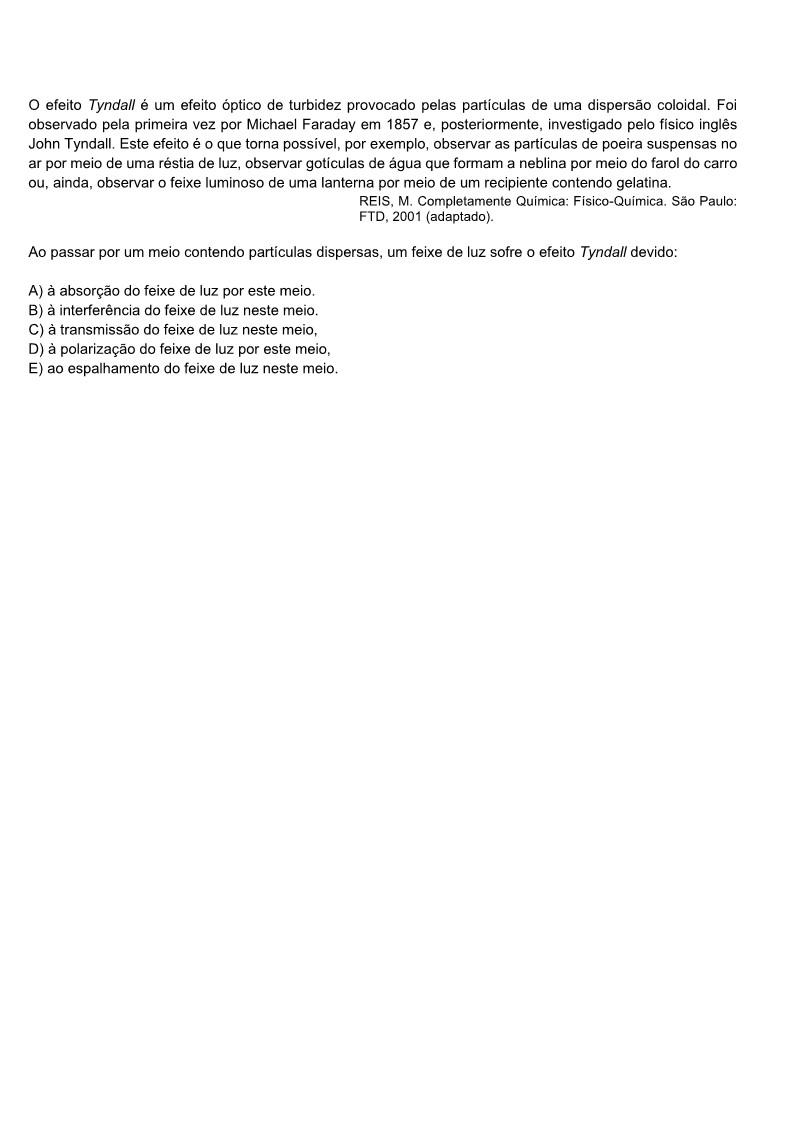 O efeito Tyndall é um efeito óptico de turbidez provocado pelas partículas de uma dispersão coloidal. Foi
observado pela primeira vez por Michael Faraday em 1857 e, posteriormente, investigado pelo físico inglês
John Tyndall. Este efeito é o que torna possível, por exemplo, observar as partículas de poeira suspensas no
ar por meio de uma réstia de luz, observar gotículas de água que formam a neblina por meio do farol do carro
ou, ainda, observar o feixe luminoso de uma lanterna por meio de um recipiente contendo gelatina.
REIS, M. Completamente Química: Físico-Química. São Paulo:
FTD, 2001 (adaptado).
Ao passar por um meio contendo partículas dispersas, um feixe de luz sofre o efeito Tyndall devido:
A) à absorção do feixe de luz por este meio.
B) à interferência do feixe de luz neste meio.
C) à transmissão do feixe de luz neste meio,
D) à polarização do feixe de luz por este meio,
E) ao espalhamento do feixe de luz neste meio.